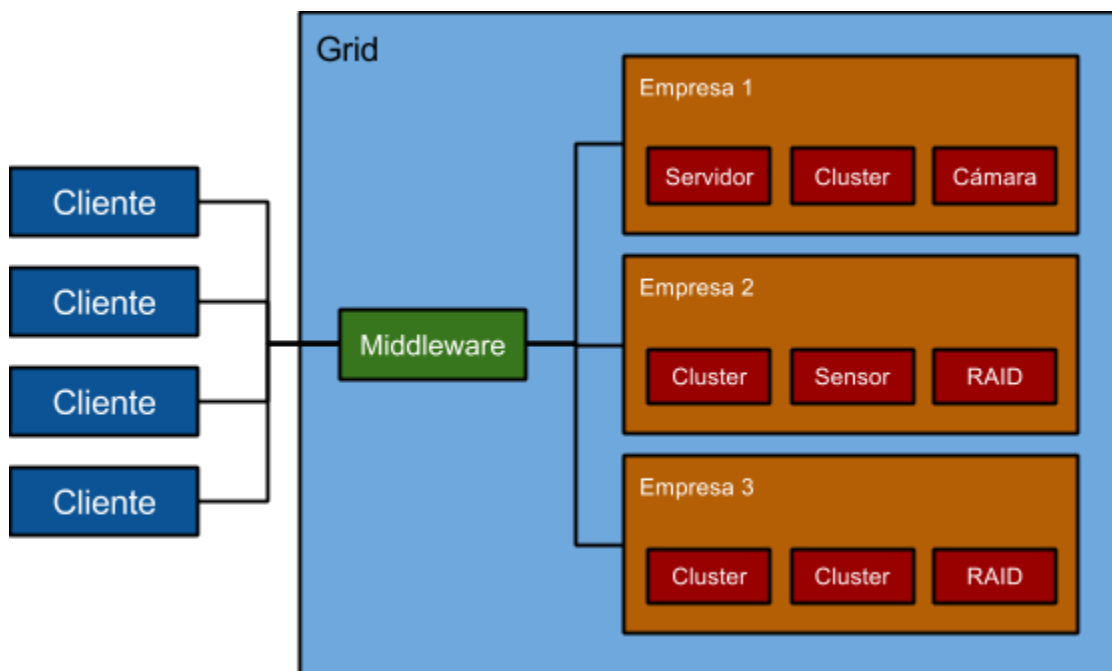 Grid
Cliente
Cliente
Cliente
Cliente
Middleware
Empresa 1
Servidor
Cluster
Cámara
Empresa 2
Cluster
Sensor
RAID
Empresa 3
Cluster
Cluster
RAID